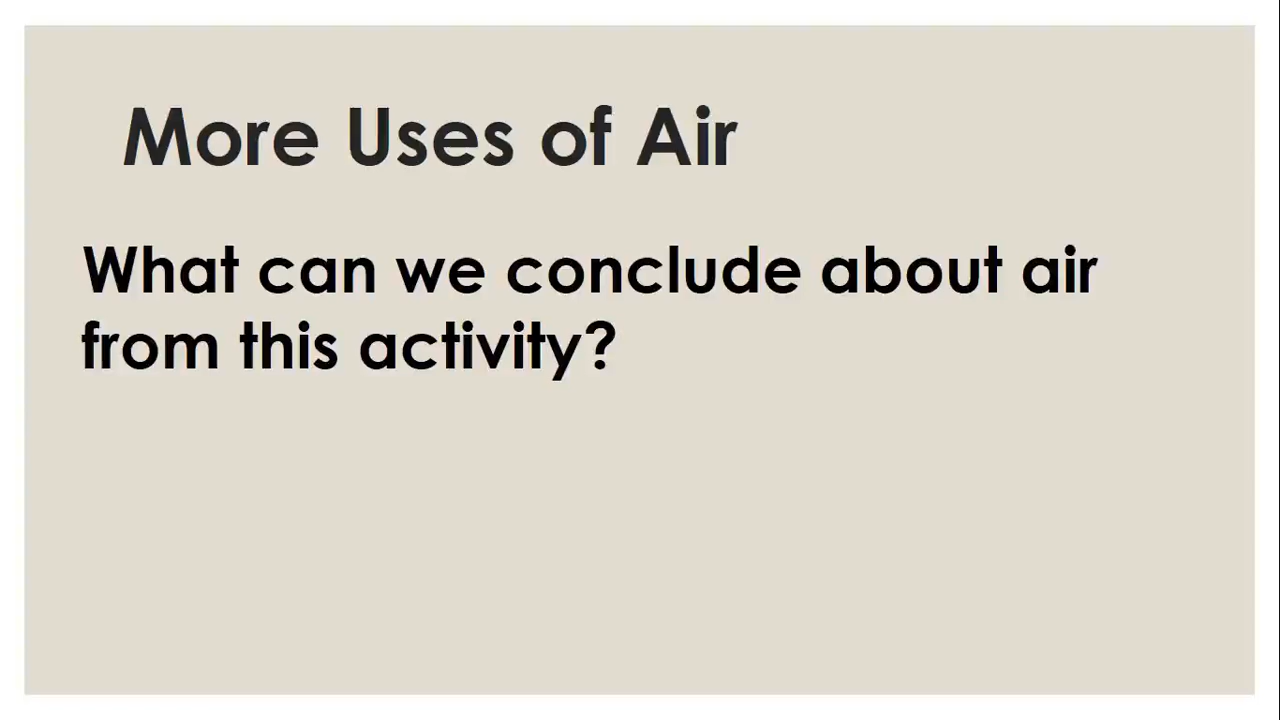 More Uses of Air
What can we conclude about air
from this activity?